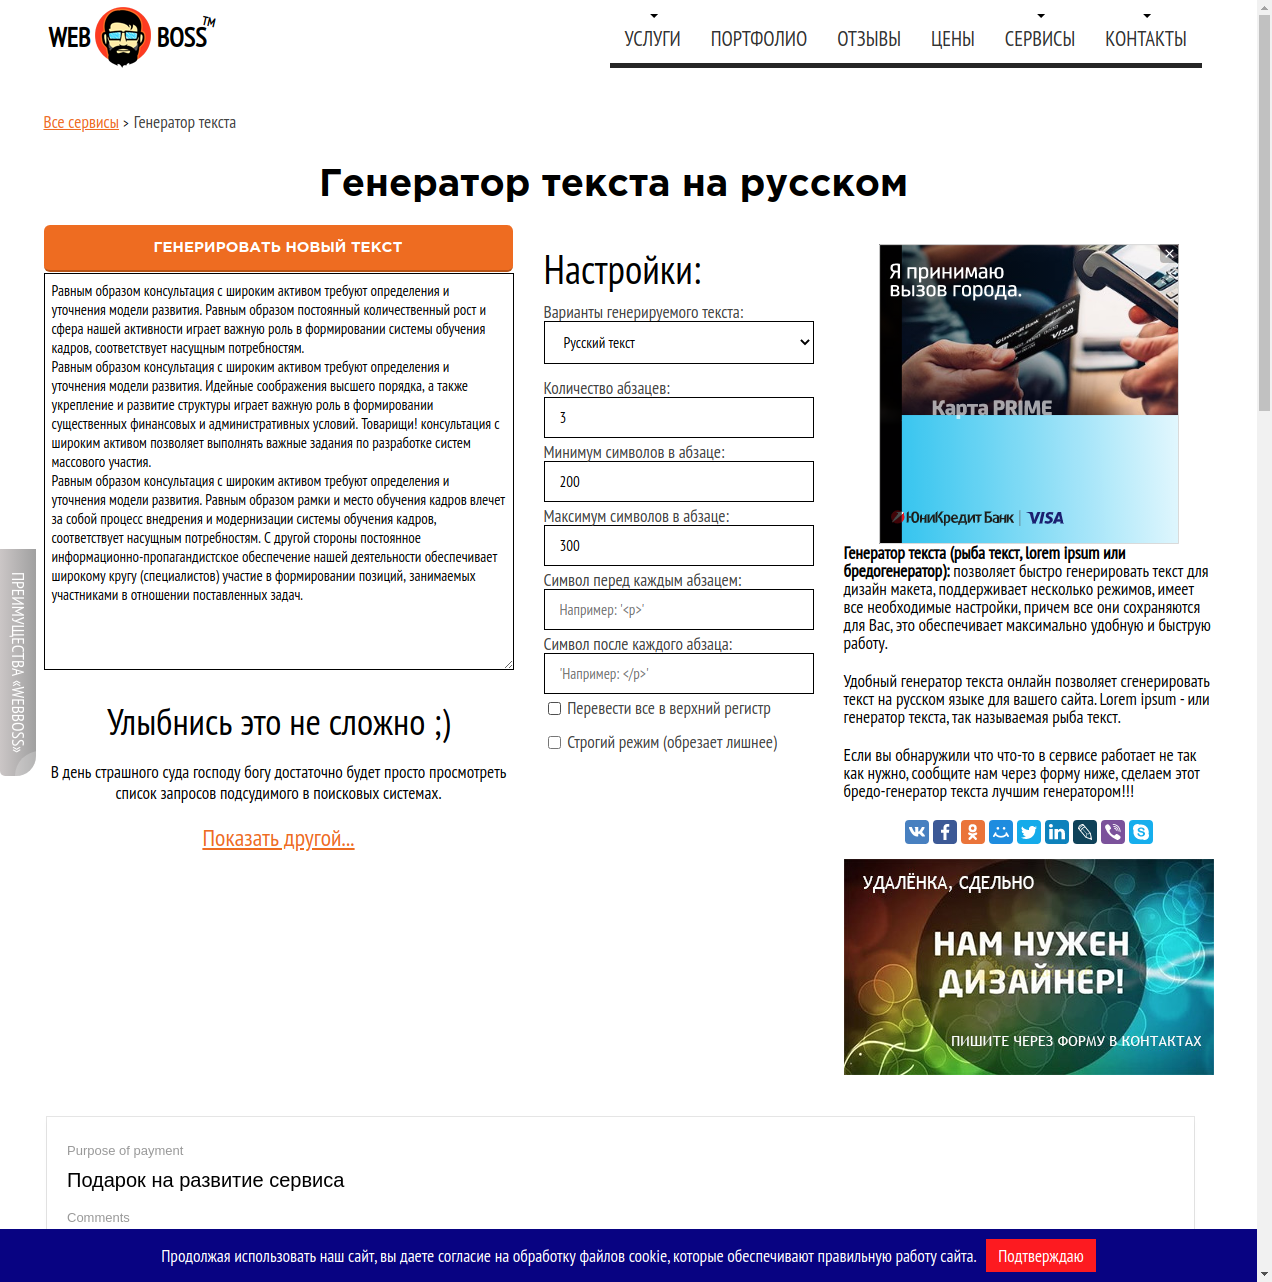 WEB BOSS™
УСЛУГИ ПОРТФОЛИО ОТЗЫВЫ ЦЕНЫ СЕРВИСЫ КОНТАКТЫ
Все сервисы > Генератор текста
Генератор текста на русском
ГЕНЕРИРОВАТЬ НОВЫЙ ТЕКСТ
Равным образом консультация с широким активом требуют определения и
уточнения модели развития. Равным образом постоянный количественный рост и
сфера нашей активности играет важную роль в формировании системы обучения
кадров, соответствует насущным потребностям.
Равным образом консультация с широким активом требуют определения и
уточнения модели развития. Идейные соображения высшего порядка, а также
укрепление и развитие структуры играет важную роль в формировании
существенных финансовых и административных условий. Товарищи! консультация с
широким активом позволяет выполнять важные задания по разработке систем
массового участия.
Равным образом консультация с широким активом требуют определения и
уточнения модели развития. Равным образом рамки и место обучения кадров влечет
за собой процесс внедрения и модернизации системы обучения кадров,
соответствует насущным потребностям. С другой стороны постоянное
информационно-пропагандистское обеспечение нашей деятельности обеспечивает
широкому кругу (специалистов) участие в формировании позиций, занимаемых
участниками в отношении поставленных задач.
ПРЕИМУЩЕСТВА «WEBBOSS»
Улыбнись это не сложно ;)
В день страшного суда господу богу достаточно будет просто просмотреть
список запросов подсудимого в поисковых системах.
Показать другой...
Настройки:
Варианты генерируемого текста:
Русский текст
Количество абзацев:
3
Минимум символов в абзаце:
200
Максимум символов в абзаце:
300
Символ перед каждым абзацем:
Например: '<p>'
Символ после каждого абзаца:
'Например: </p>'
Перевести все в верхний регистр
Строгий режим (обрезает лишнее)
Я принимаю
вызов города.
VISA
Карта PRIME
ЮниКредит Банк VISA
Генератор текста (рыба текст, lorem ipsum или
бредогенератор): позволяет быстро генерировать текст для
дизайн макета, поддерживает несколько режимов, имеет
все необходимые настройки, причем все они сохраняются
для Вас, это обеспечивает максимально удобную и быструю
работу.
Удобный генератор текста онлайн позволяет сгенерировать
текст на русском языке для вашего сайта. Lorem ipsum - или
генератор текста, так называемая рыба текст.
Если вы обнаружили что что-то в сервисе работает не так
как нужно, сообщите нам через форму ниже, сделаем этот
бредо-генератор текста лучшим генератором!!!
УДАЛЁНКА, СДЕЛЬНО
НАМ НУЖЕН
ДИЗАЙНЕР!
ПИШИТЕ ЧЕРЕЗ ФОРМУ В КОНТАКТАХ
Purpose of payment
Подарок на развитие сервиса
Comments
Продолжая использовать наш сайт, вы даете согласие на обработку файлов cookie, которые обеспечивают правильную работу сайта. Подтверждаю